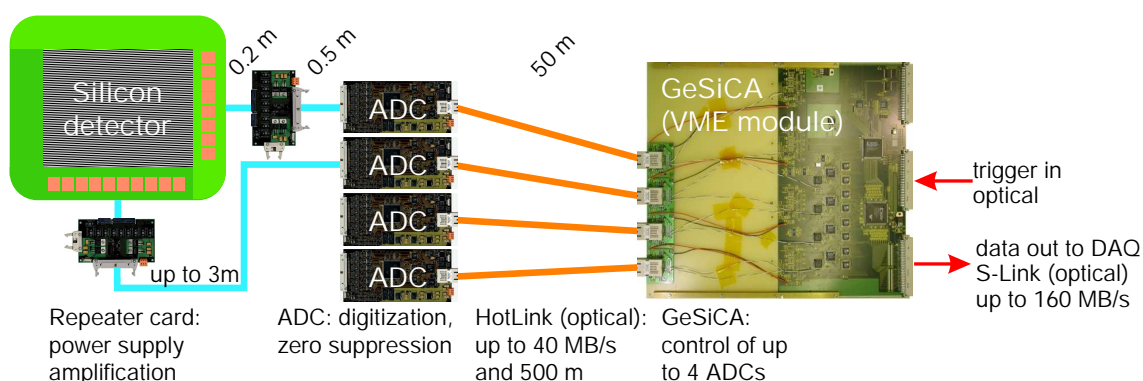 Silicon
detector
0.2 m
0.5 m
50 m
ADC
ADC
ADC
ADC
GeSiCA
(VME module)
trigger in
optical
data out to DAQ
S-Link (optical)
up to 160 MB/s
up to 3m
Repeater card:
power supply
amplification
ADC: digitization,
zero suppression
HotLink (optical):
up to 40 MB/s
and 500 m
GeSiCA:
control of up
to 4 ADCs